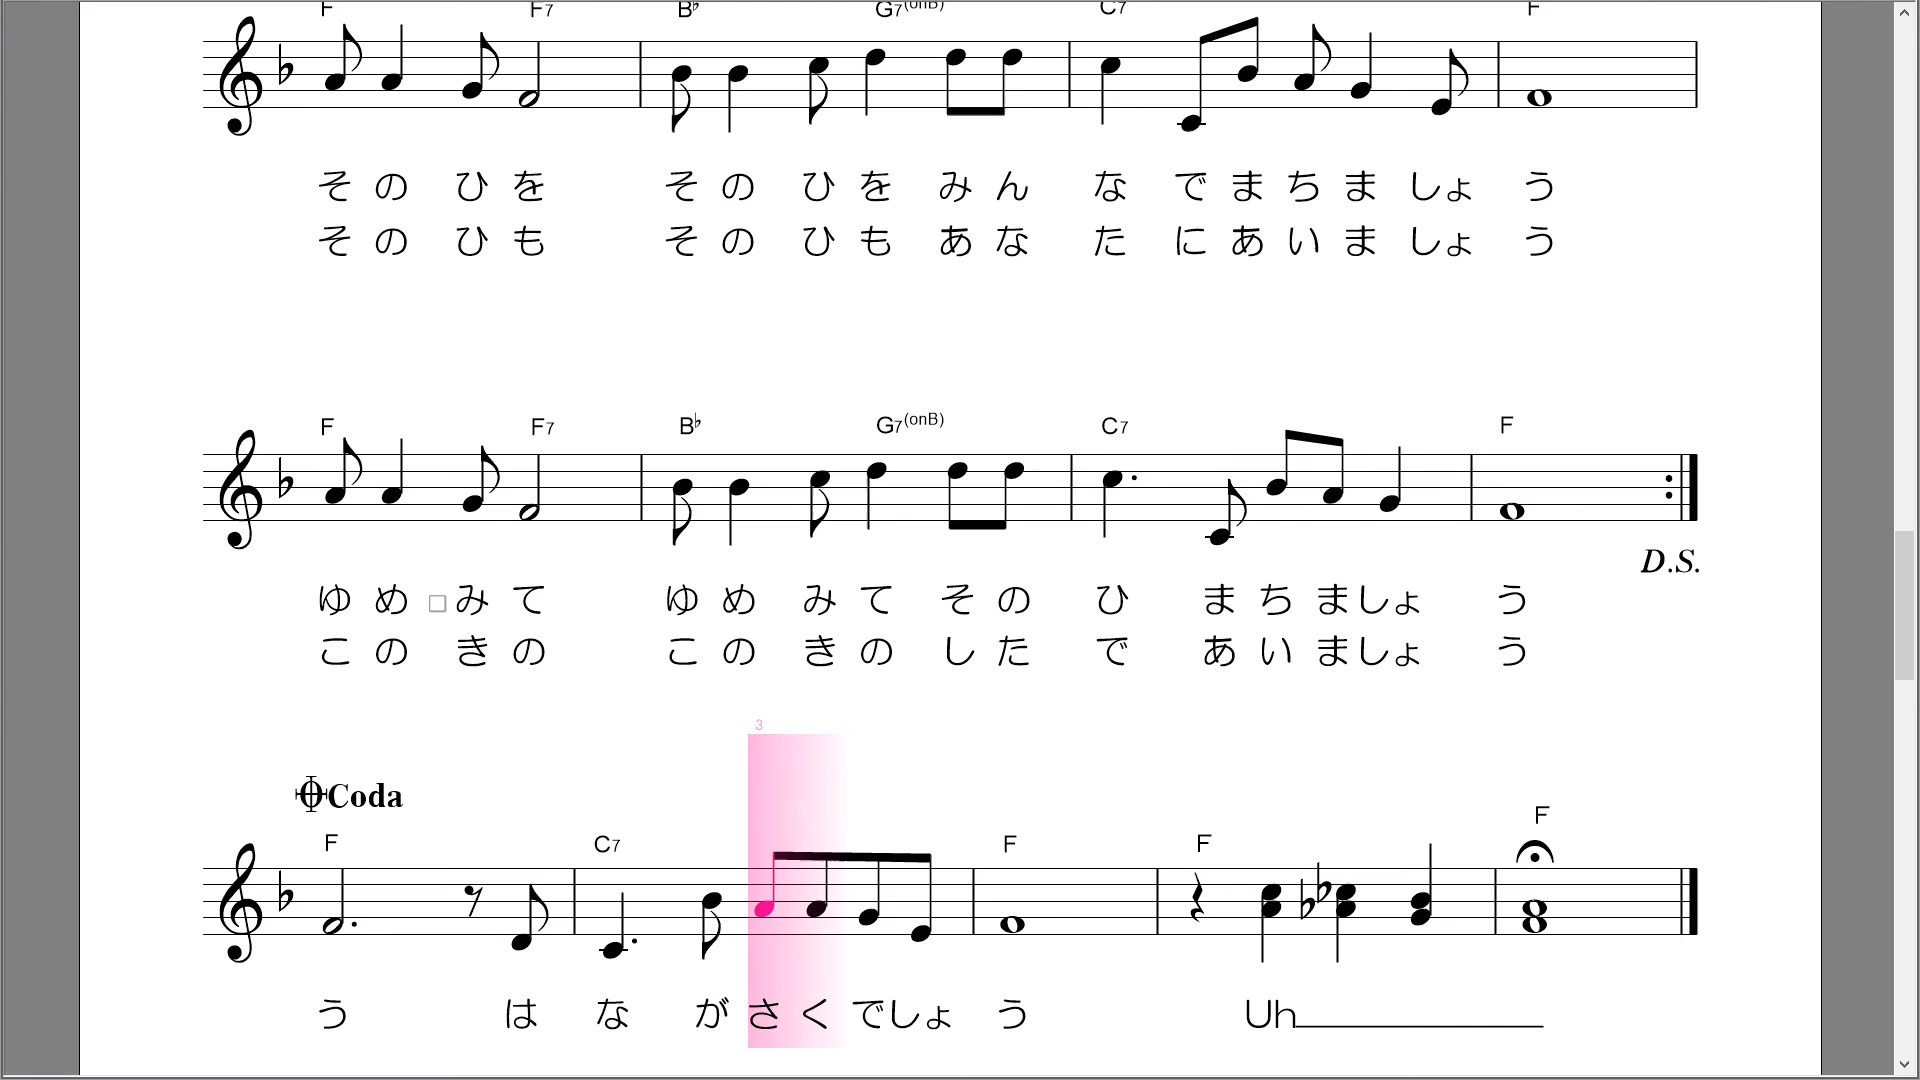 F F7 B♭ G7(onB) C7 F
そ の ひ を そ の ひ を み ん な で ま ち ま しょ う
そ の ひ も そ の ひ も あ な た に あ い ま しょ う
F F7 B♭ G7(onB) C7 F
D.S.
ゆ め □ み て ゆ め み て そ の ひ ま ち ましょ う
こ の き の こ の き の し た で あ い ましょ う
3
Coda
F C7 F F F
う は な が さ く でしょ う Uh